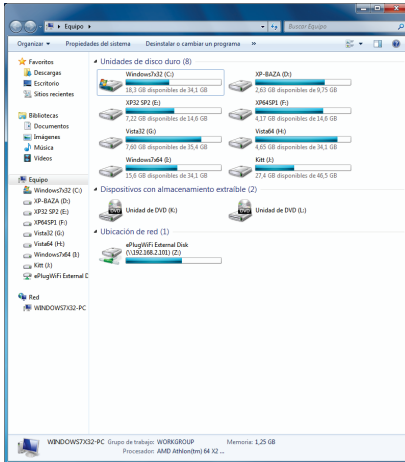 Equipo
Buscar Equipo
Organizar Propiedades del sistema Desinstalar o cambiar un programa »
Favoritos
Descargas
Escritorio
Sitios recientes
Bibliotecas
Documentos
Imágenes
Música
Vídeos
Equipo
Windows7x32 (C:)
XP-BAZA (D:)
XP32 SP2 (E:)
XP64SP1 (F:)
Vista32 (G:)
Vista64 (H:)
Windows7x64 (I:)
Kitt (J:)
ePlugWiFi External D
Red
WINDOWS7X32-PC
Unidades de disco duro (8)
Windows7x32 (C:)
18,3 GB disponibles de 34,1 GB
XP-BAZA (D:)
2,63 GB disponibles de 9,75 GB
XP32 SP2 (E:)
7,22 GB disponibles de 14,6 GB
XP64SP1 (F:)
4,17 GB disponibles de 14,6 GB
Vista32 (G:)
7,60 GB disponibles de 35,4 GB
Vista64 (H:)
4,65 GB disponibles de 34,1 GB
Windows7x64 (I:)
15,6 GB disponibles de 34,1 GB
Kitt (J:)
27,4 GB disponibles de 46,5 GB
Dispositivos con almacenamiento extraíble (2)
DVD
Unidad de DVD (K:)
DVD
Unidad de DVD (L:)
Ubicación de red (1)
ePlugWiFi External Disk
(\\192.168.2.101) (Z:)
WINDOWS7X32-PC Grupo de trabajo: WORKGROUP Memoria: 1,25 GB
Procesador: AMD Athlon(tm) 64 X2 ...